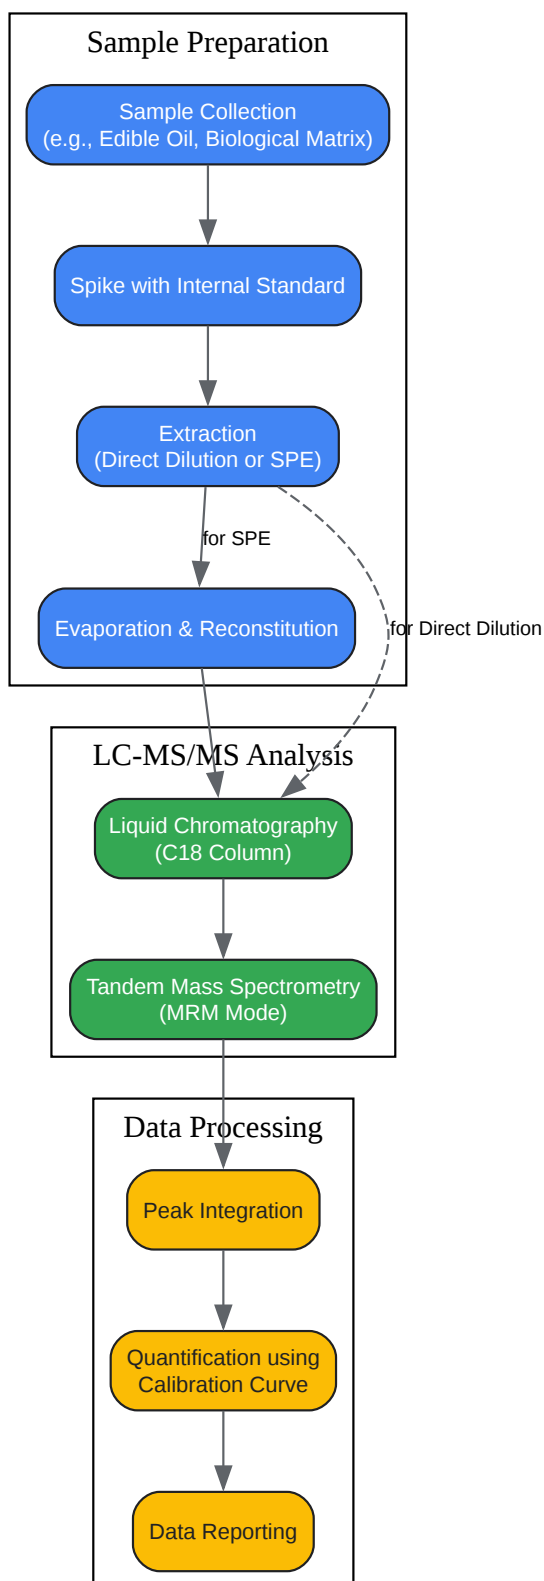 Sample Preparation
Sample Collection
(e.g., Edible Oil, Biological Matrix)
Spike with Internal Standard
Extraction
(Direct Dilution or SPE)
for SPE
Evaporation & Reconstitution
for Direct Dilution
LC-MS/MS Analysis
Liquid Chromatography
(C18 Column)
Tandem Mass Spectrometry
(MRM Mode)
Data Processing
Peak Integration
Quantification using
Calibration Curve
Data Reporting